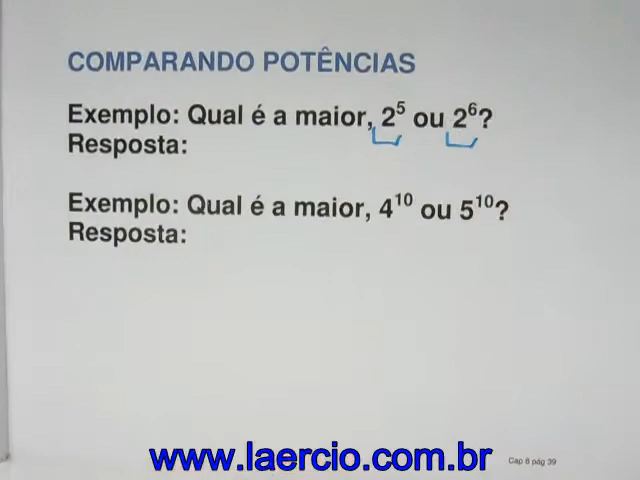 COMPARANDO POTÊNCIAS
Exemplo: Qual é a maior, 2⁵ ou 2⁶?
Resposta:
Exemplo: Qual é a maior, 4¹⁰ ou 5¹⁰?
Resposta:
www.laercio.com.br
Cap 8 pág 39